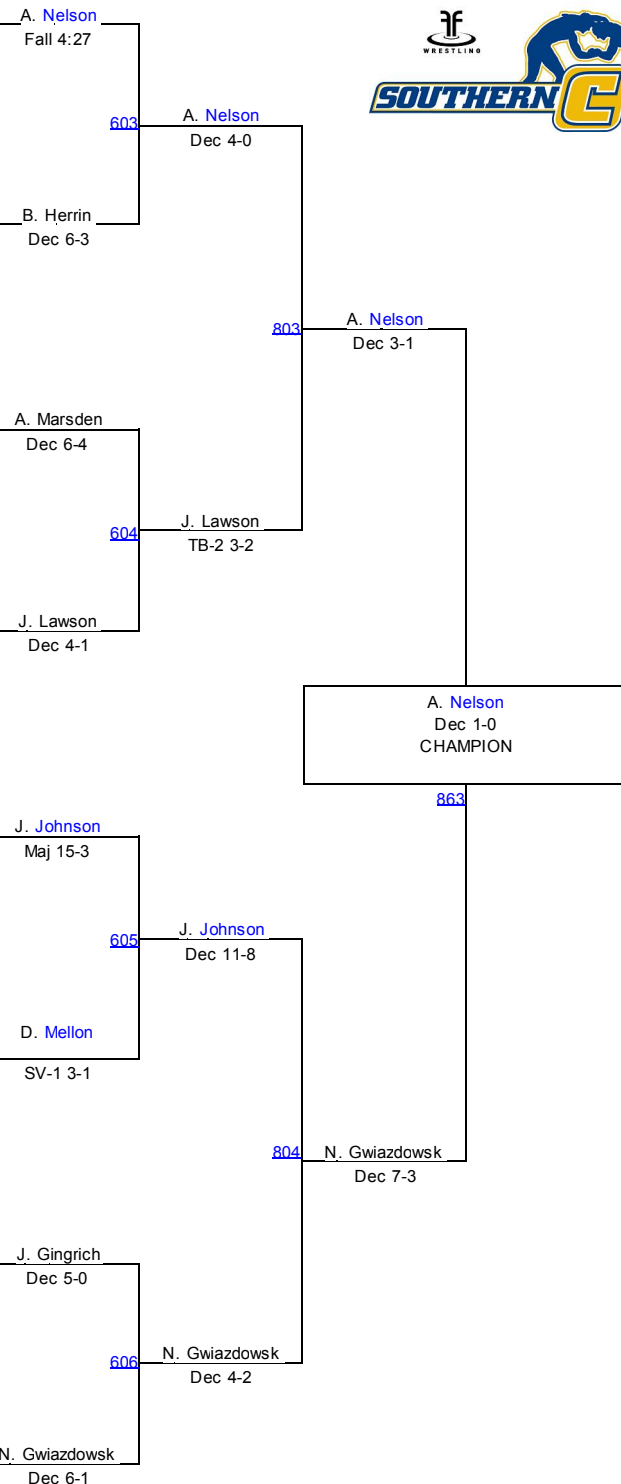 A. Nelson
Fall 4:27
WRESTLING
SOUTHERN C
603
A. Nelson
Dec 4-0
B. Herrin
Dec 6-3
803
A. Nelson
Dec 3-1
A. Marsden
Dec 6-4
604
J. Lawson
TB-2 3-2
J. Lawson
Dec 4-1
A. Nelson
Dec 1-0
CHAMPION
863
J. Johnson
Maj 15-3
605
J. Johnson
Dec 11-8
D. Mellon
SV-1 3-1
804
N. Gwiazdowsk
Dec 7-3
J. Gingrich
Dec 5-0
606
N. Gwiazdowsk
Dec 4-2
N. Gwiazdowsk
Dec 6-1